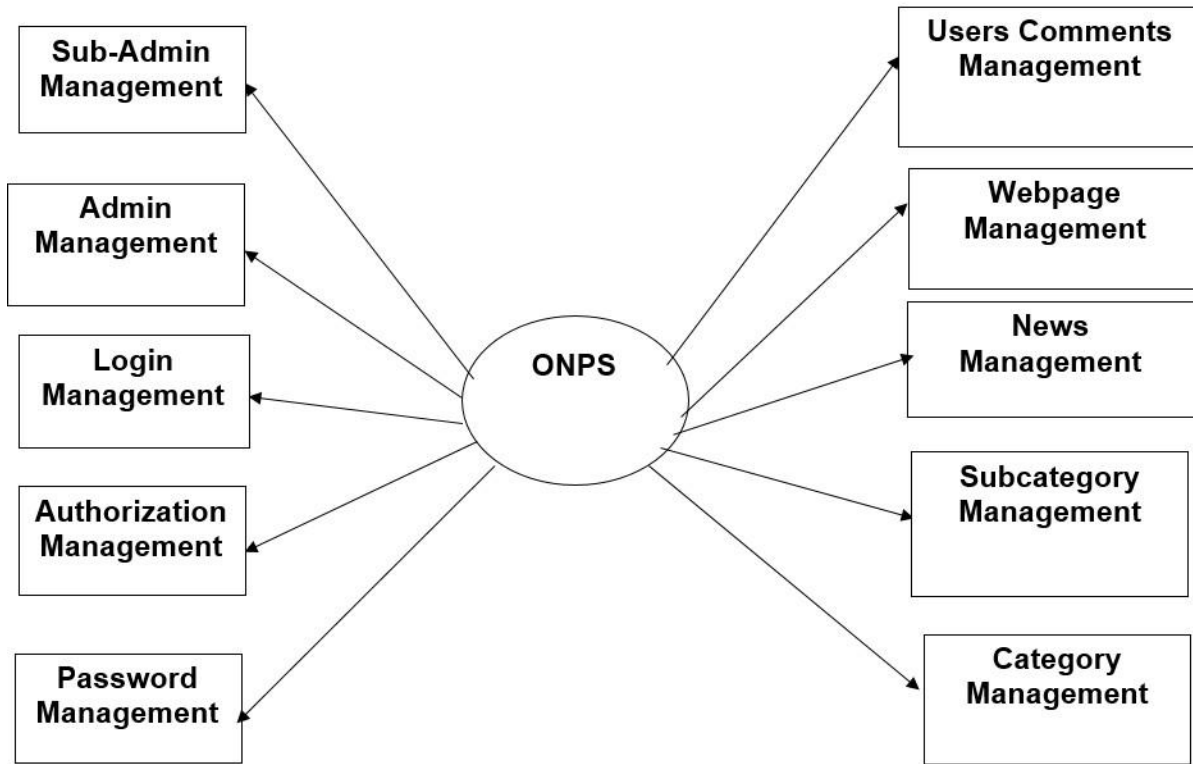 Sub-Admin
Management
Admin
Management
Login
Management
Authorization
Management
Password
Management
ONPS
Users Comments
Management
Webpage
Management
News
Management
Subcategory
Management
Category
Management